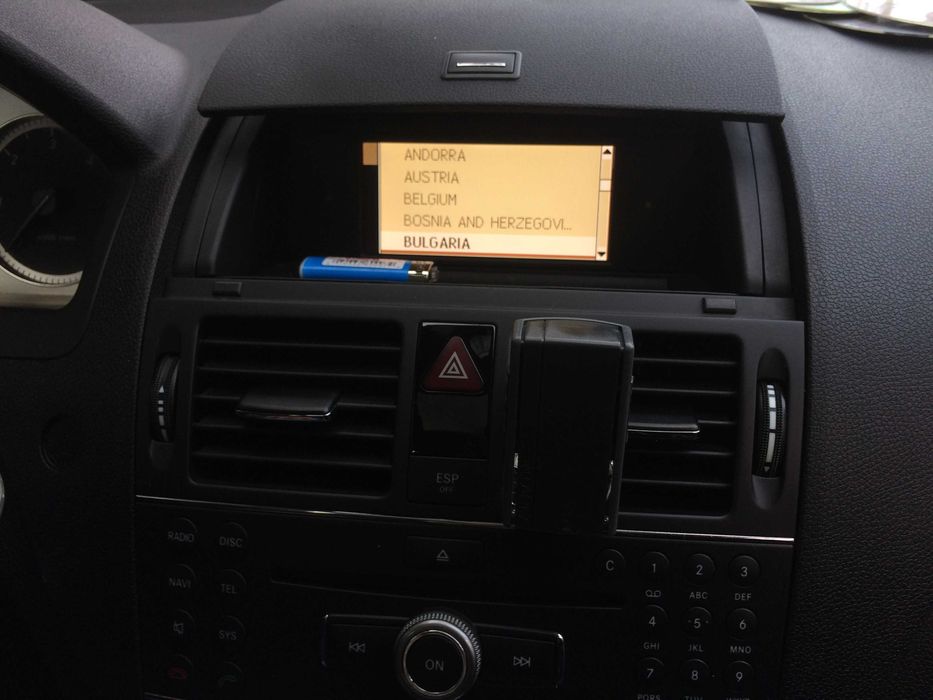 ANDORRA
AUSTRIA
BELGIUM
BOSNIA AND HERZEGOVI...
BULGARIA
ESP
OFF
RADIO
DISC
C
1
2
3
ABC
DEF
NAVI
TEL
4
5
6
GHI
JKL
MNO
SYS
ON
7
8
9
PQRS